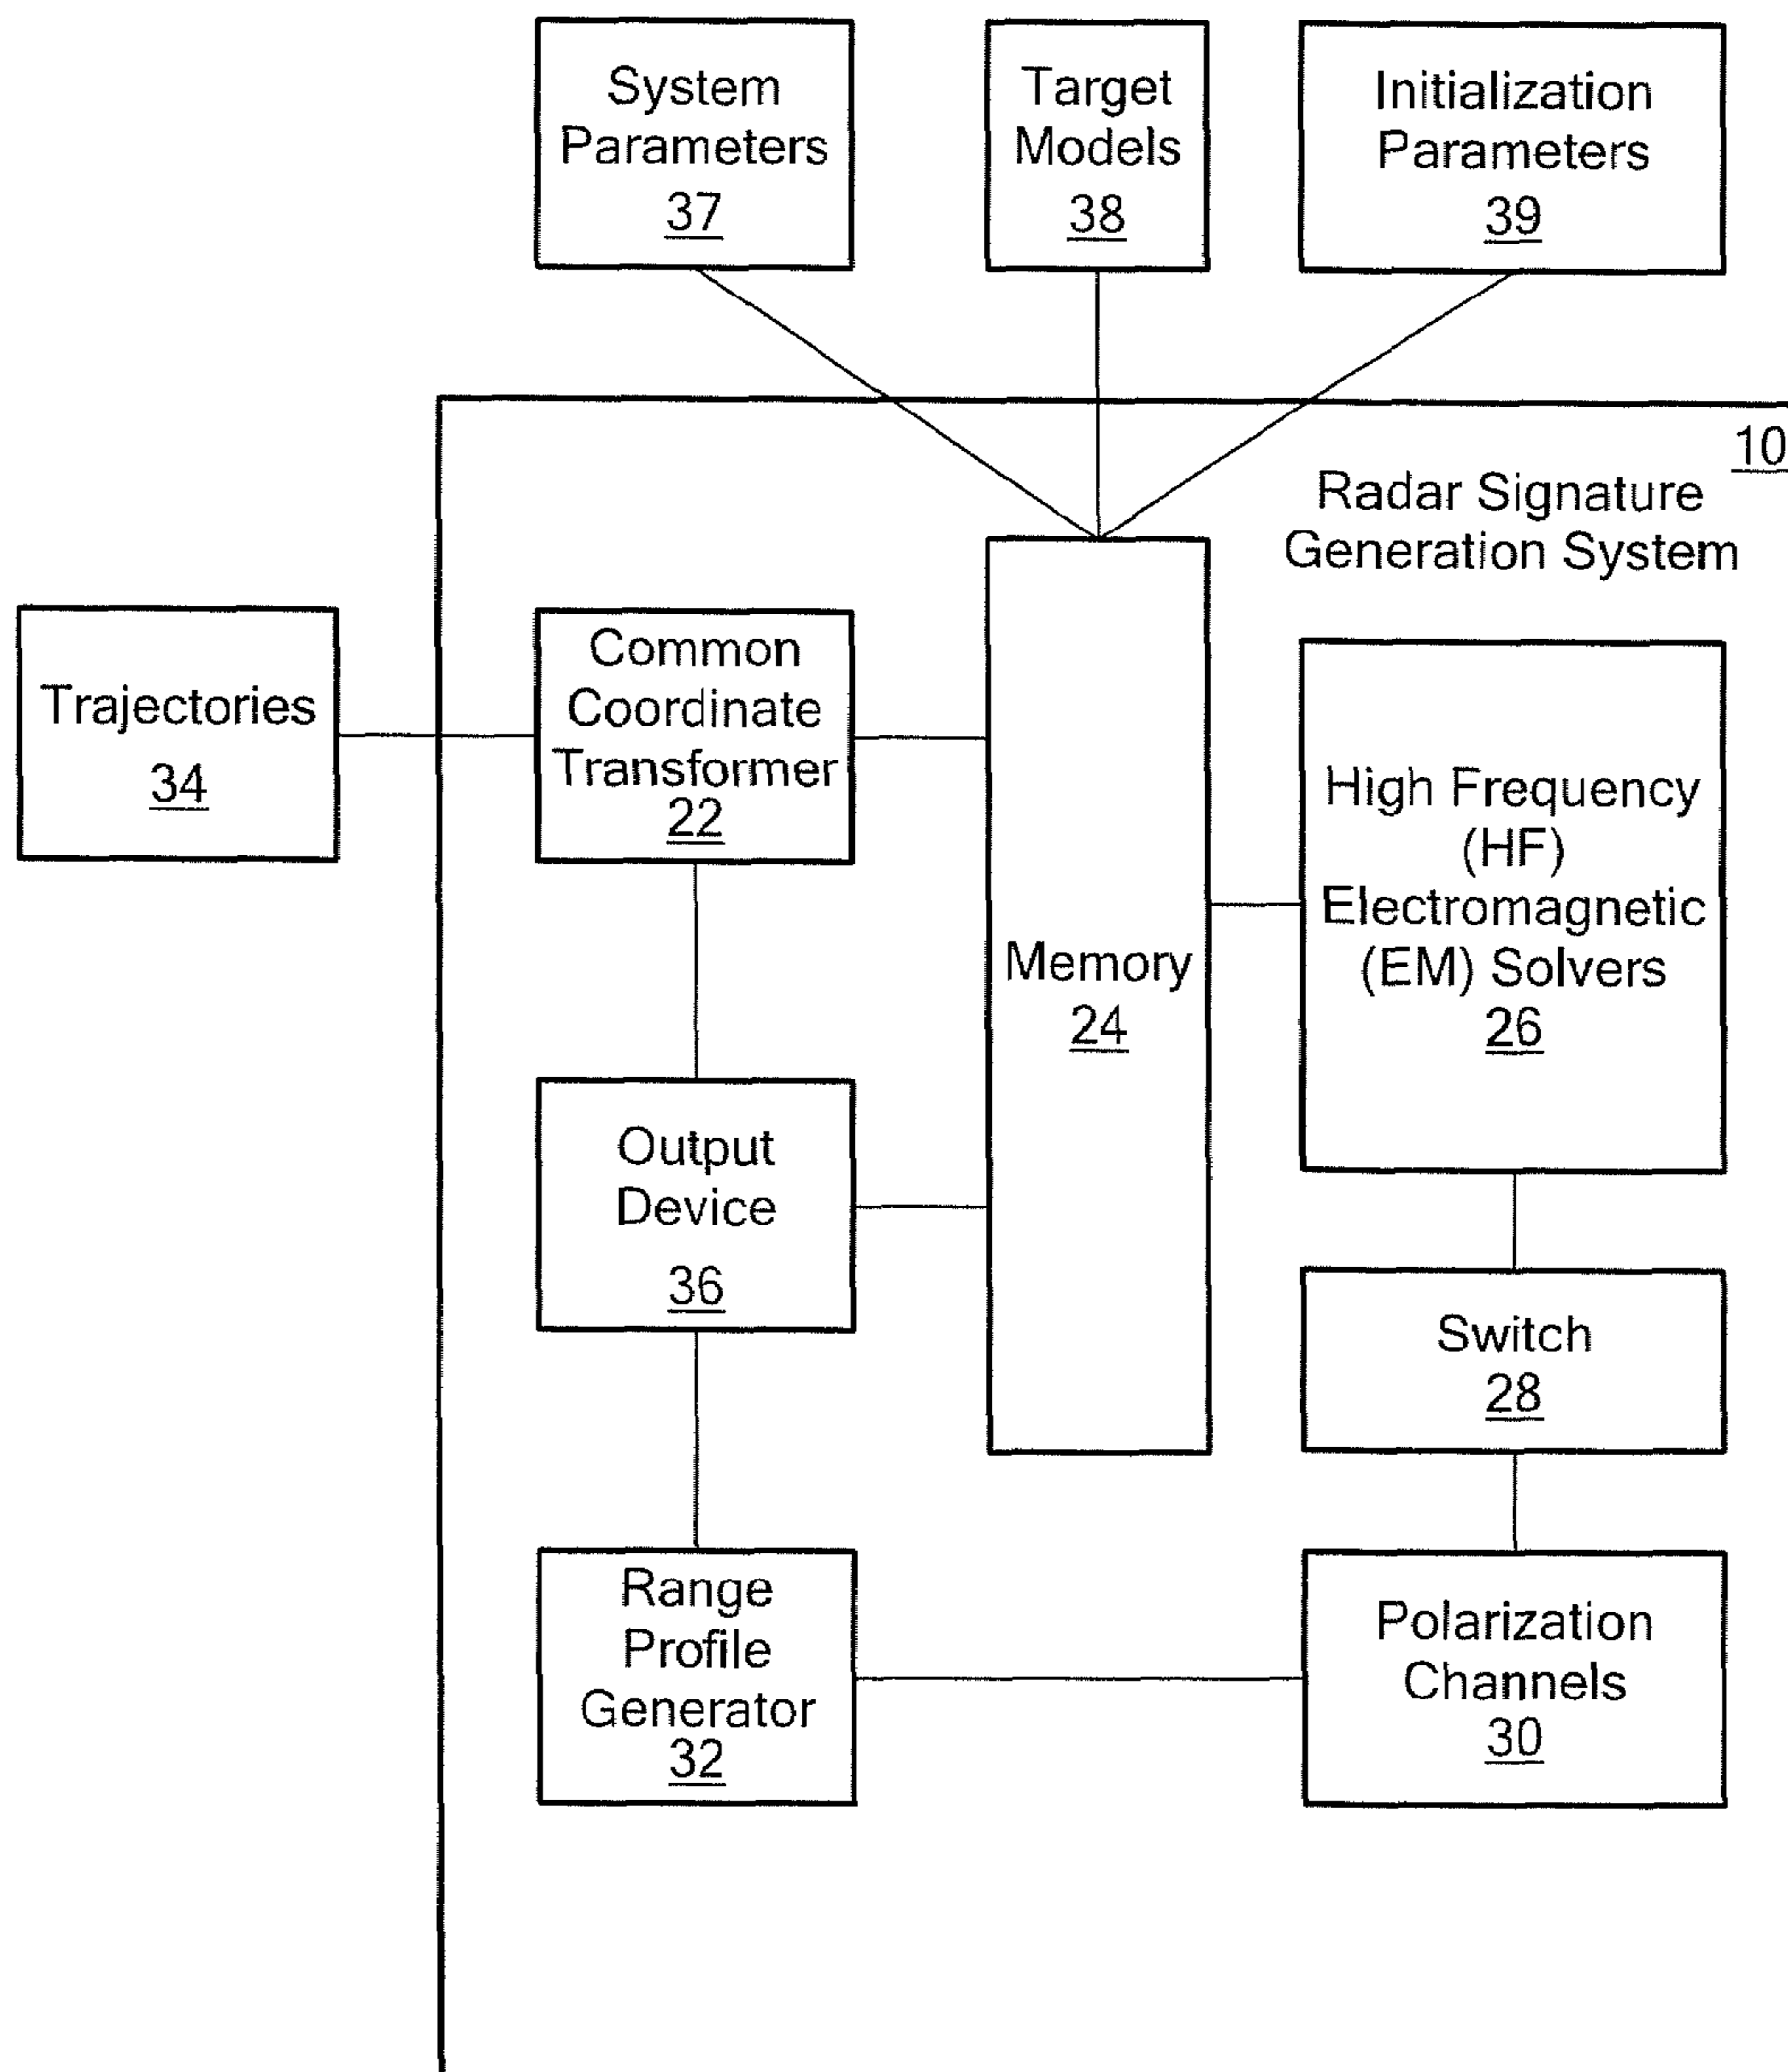 System
Parameters
37
Target
Models
38
Initialization
Parameters
39
10
Radar Signature
Generation System
Trajectories
34
Common
Coordinate
Transformer
22
Memory
24
High Frequency
(HF)
Electromagnetic
(EM) Solvers
26
Output
Device
36
Switch
28
Range
Profile
Generator
32
Polarization
Channels
30